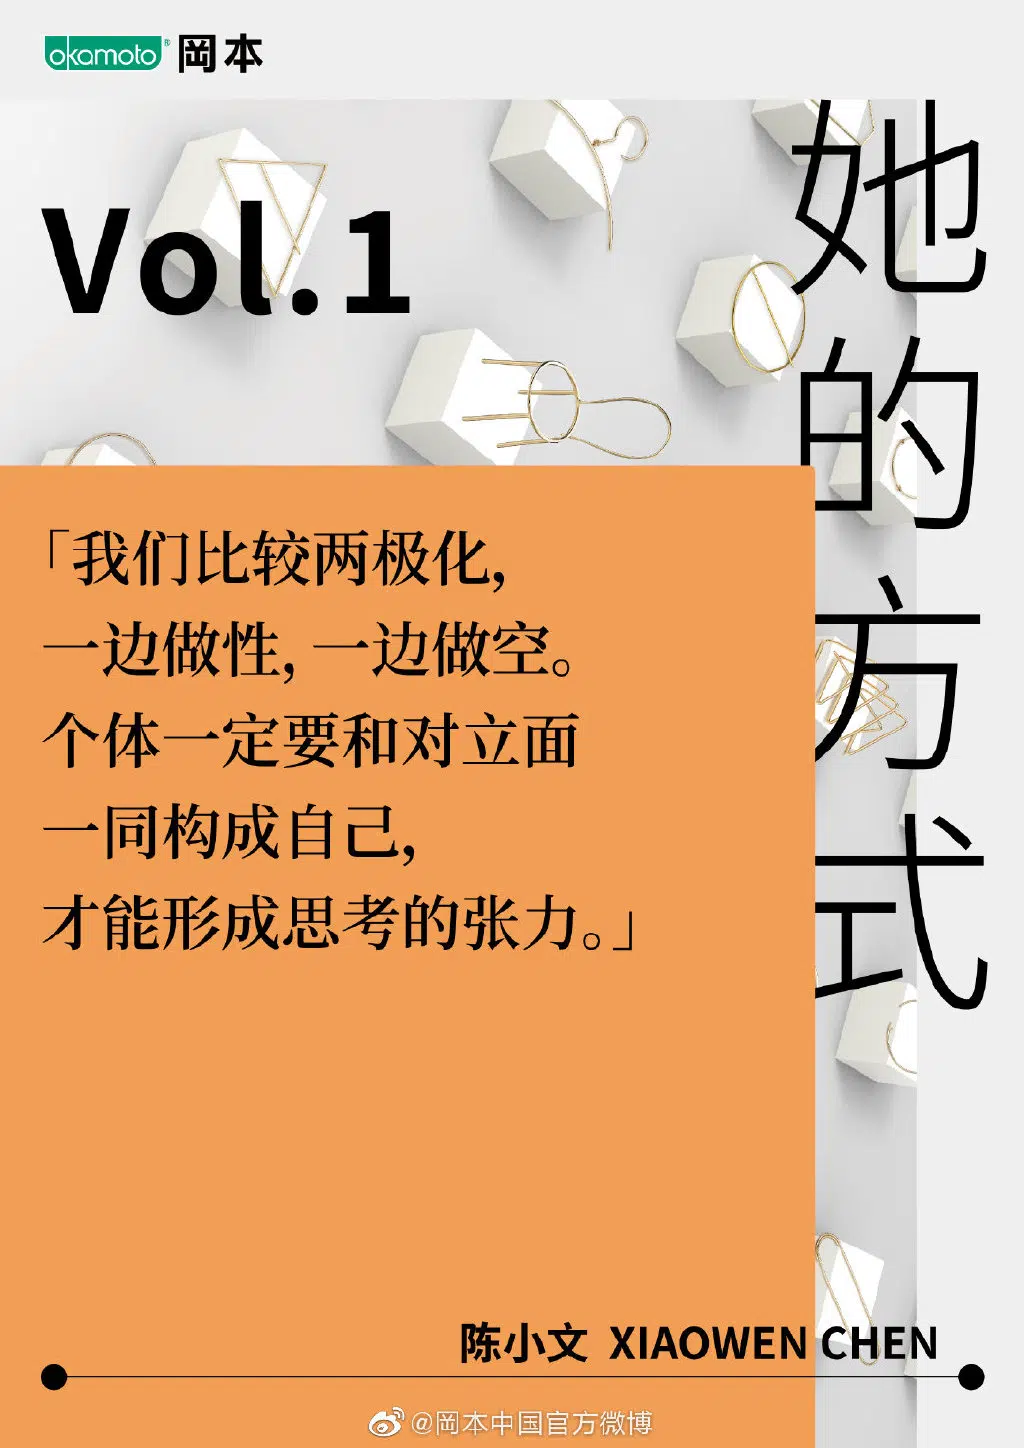 okamoto® 岡本
Vol.1
她的方式
「我们比较两极化，
一边做性，一边做空。
个体一定要和对立面
一同构成自己，
才能形成思考的张力。」
陈小文 XIAOWEN CHEN
@岡本中国官方微博